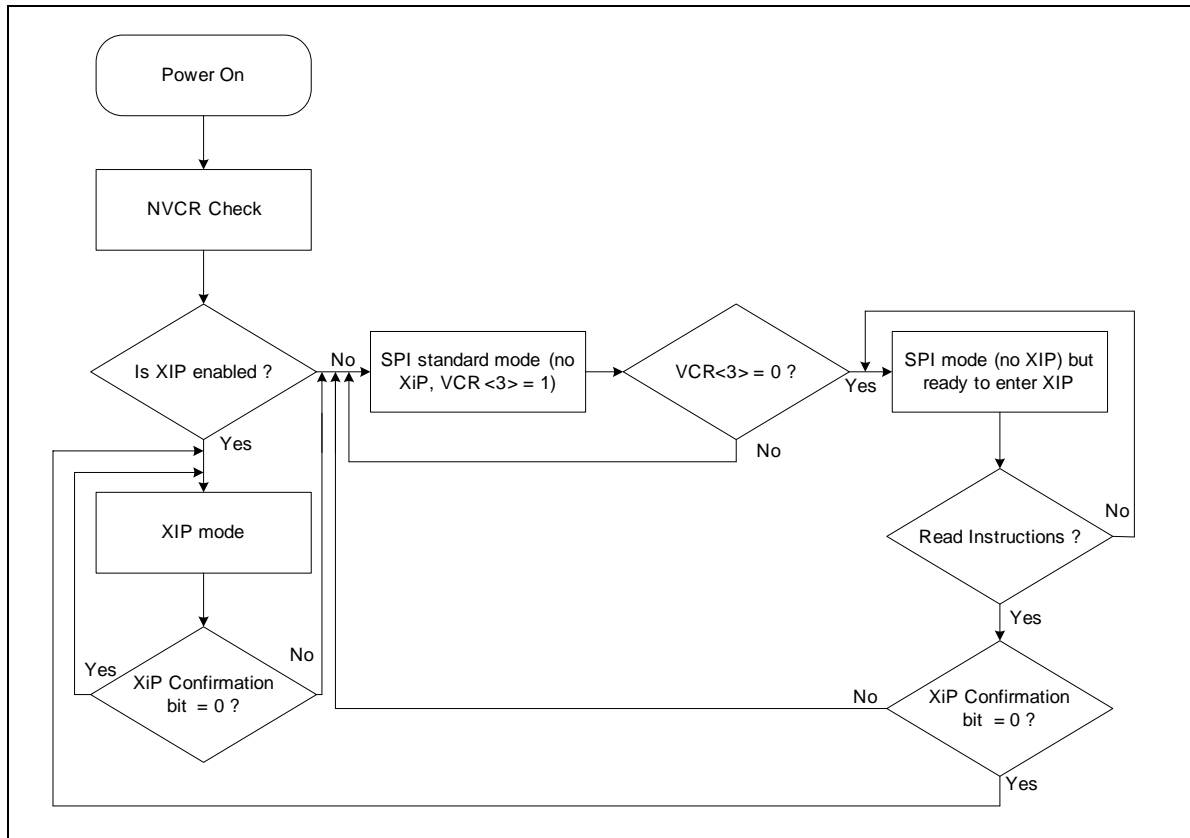 Power On
NVCR Check
Is XIP enabled ?
No
Yes
SPI standard mode (no
XiP, VCR <3> = 1)
VCR<3> = 0 ?
Yes
No
SPI mode (no XIP) but
ready to enter XIP
Read Instructions ?
No
Yes
XIP mode
XiP Confirmation
bit = 0 ?
Yes
No
XiP Confirmation
bit = 0 ?
No
Yes